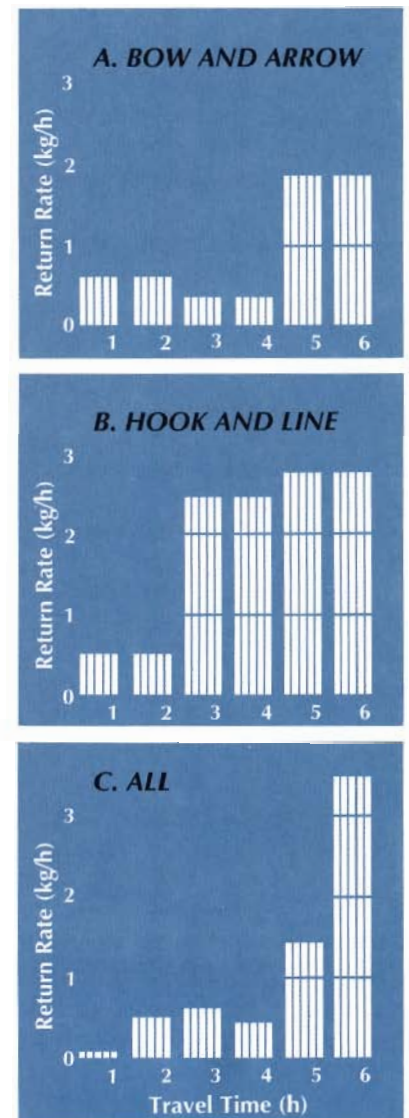 A. BOW AND ARROW
Return Rate (kg/h)
3
2
1
0
1 2 3 4 5 6
B. HOOK AND LINE
Return Rate (kg/h)
3
2
1
0
1 2 3 4 5 6
C. ALL
Return Rate (kg/h)
3
2
1
0
1 2 3 4 5 6
Travel Time (h)